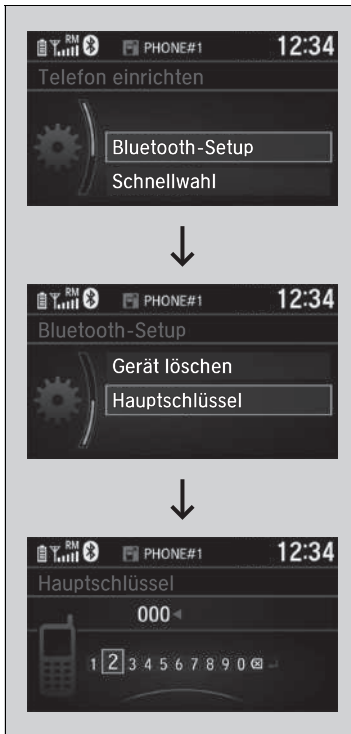 RM PHONE#1 12:34
Telefon einrichten
Bluetooth-Setup
Schnellwahl
RM PHONE#1 12:34
Bluetooth-Setup
Gerät löschen
Hauptschlüssel
RM PHONE#1 12:34
Hauptschlüssel
000
1 2 3 4 5 6 7 8 9 0